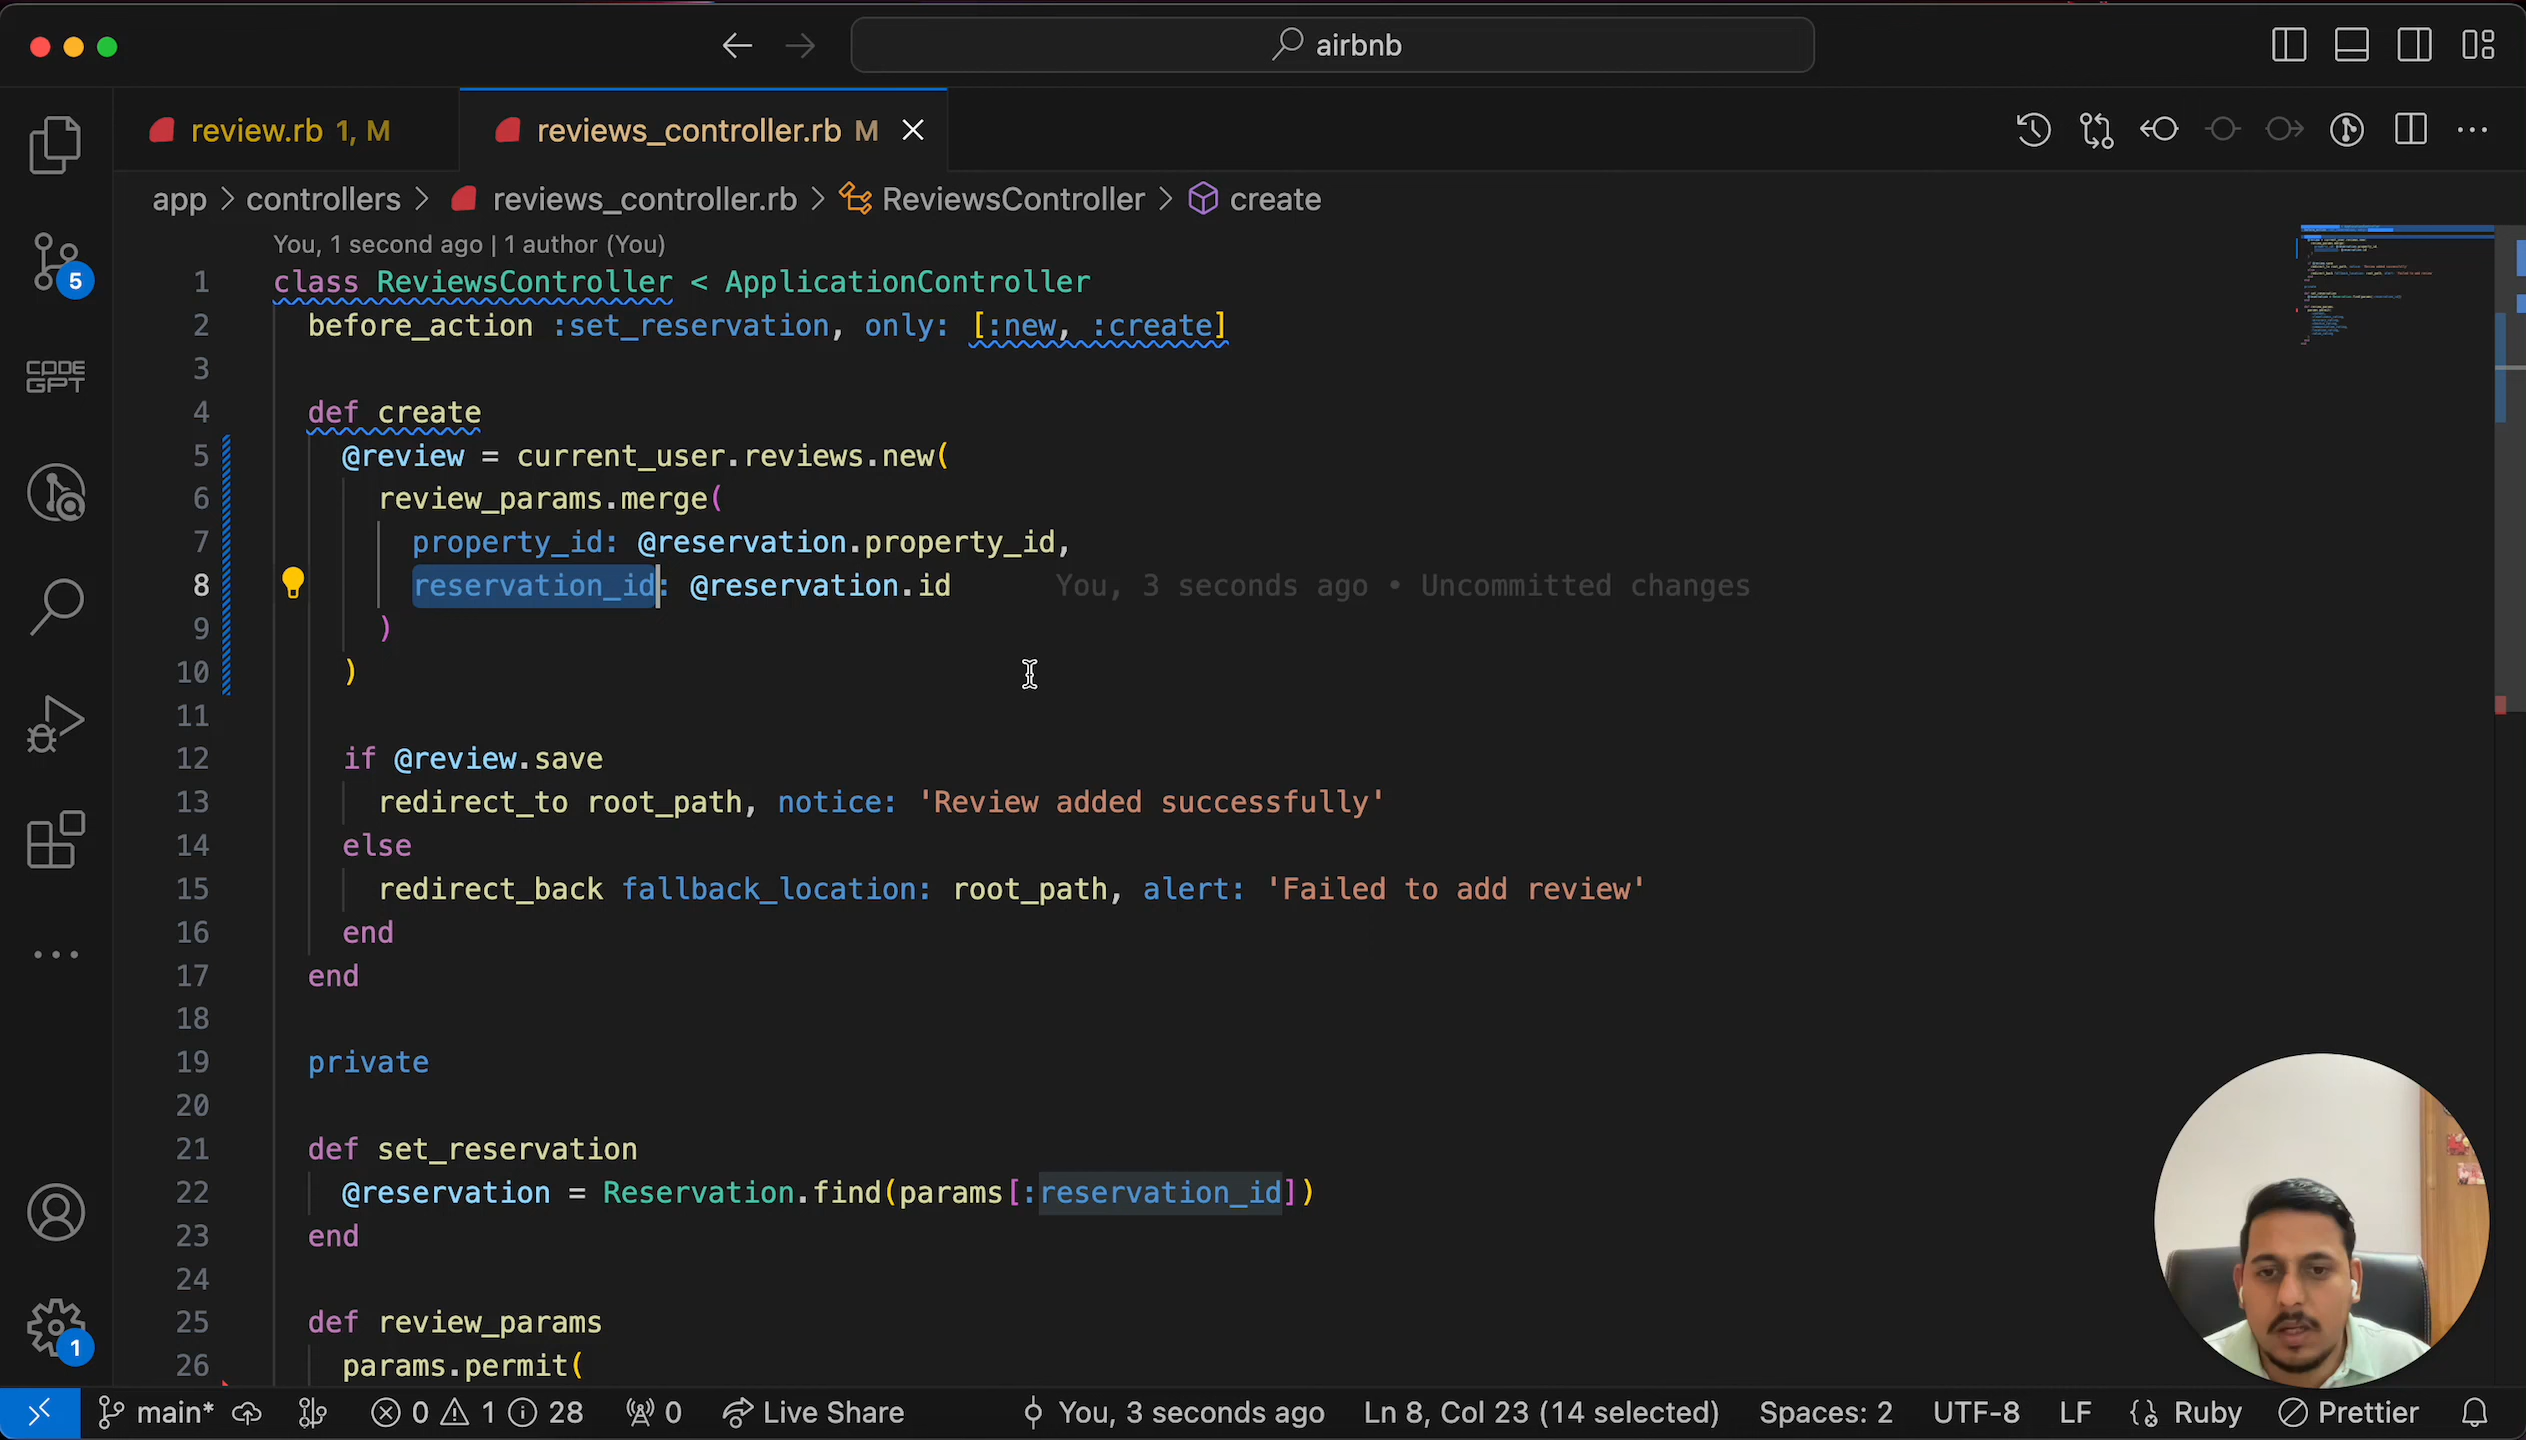 airbnb
review.rb 1, M
reviews_controller.rb M
app > controllers > reviews_controller.rb > ReviewsController > create
You, 1 second ago | 1 author (You)
1 class ReviewsController < ApplicationController
2 before_action :set_reservation, only: [:new, :create]
3
4 def create
5 @review = current_user.reviews.new(
6 review_params.merge(
7 property_id: @reservation.property_id,
8 reservation_id: @reservation.id You, 3 seconds ago • Uncommitted changes
9 )
10 )
11
12 if @review.save
13 redirect_to root_path, notice: 'Review added successfully'
14 else
15 redirect_back fallback_location: root_path, alert: 'Failed to add review'
16 end
17 end
18
19 private
20
21 def set_reservation
22 @reservation = Reservation.find(params[:reservation_id])
23 end
24
25 def review_params
26 params.permit(
5
CODE
GPT
1
main* 0 1 28 0 Live Share You, 3 seconds ago Ln 8, Col 23 (14 selected) Spaces: 2 UTF-8 LF Ruby Prettier